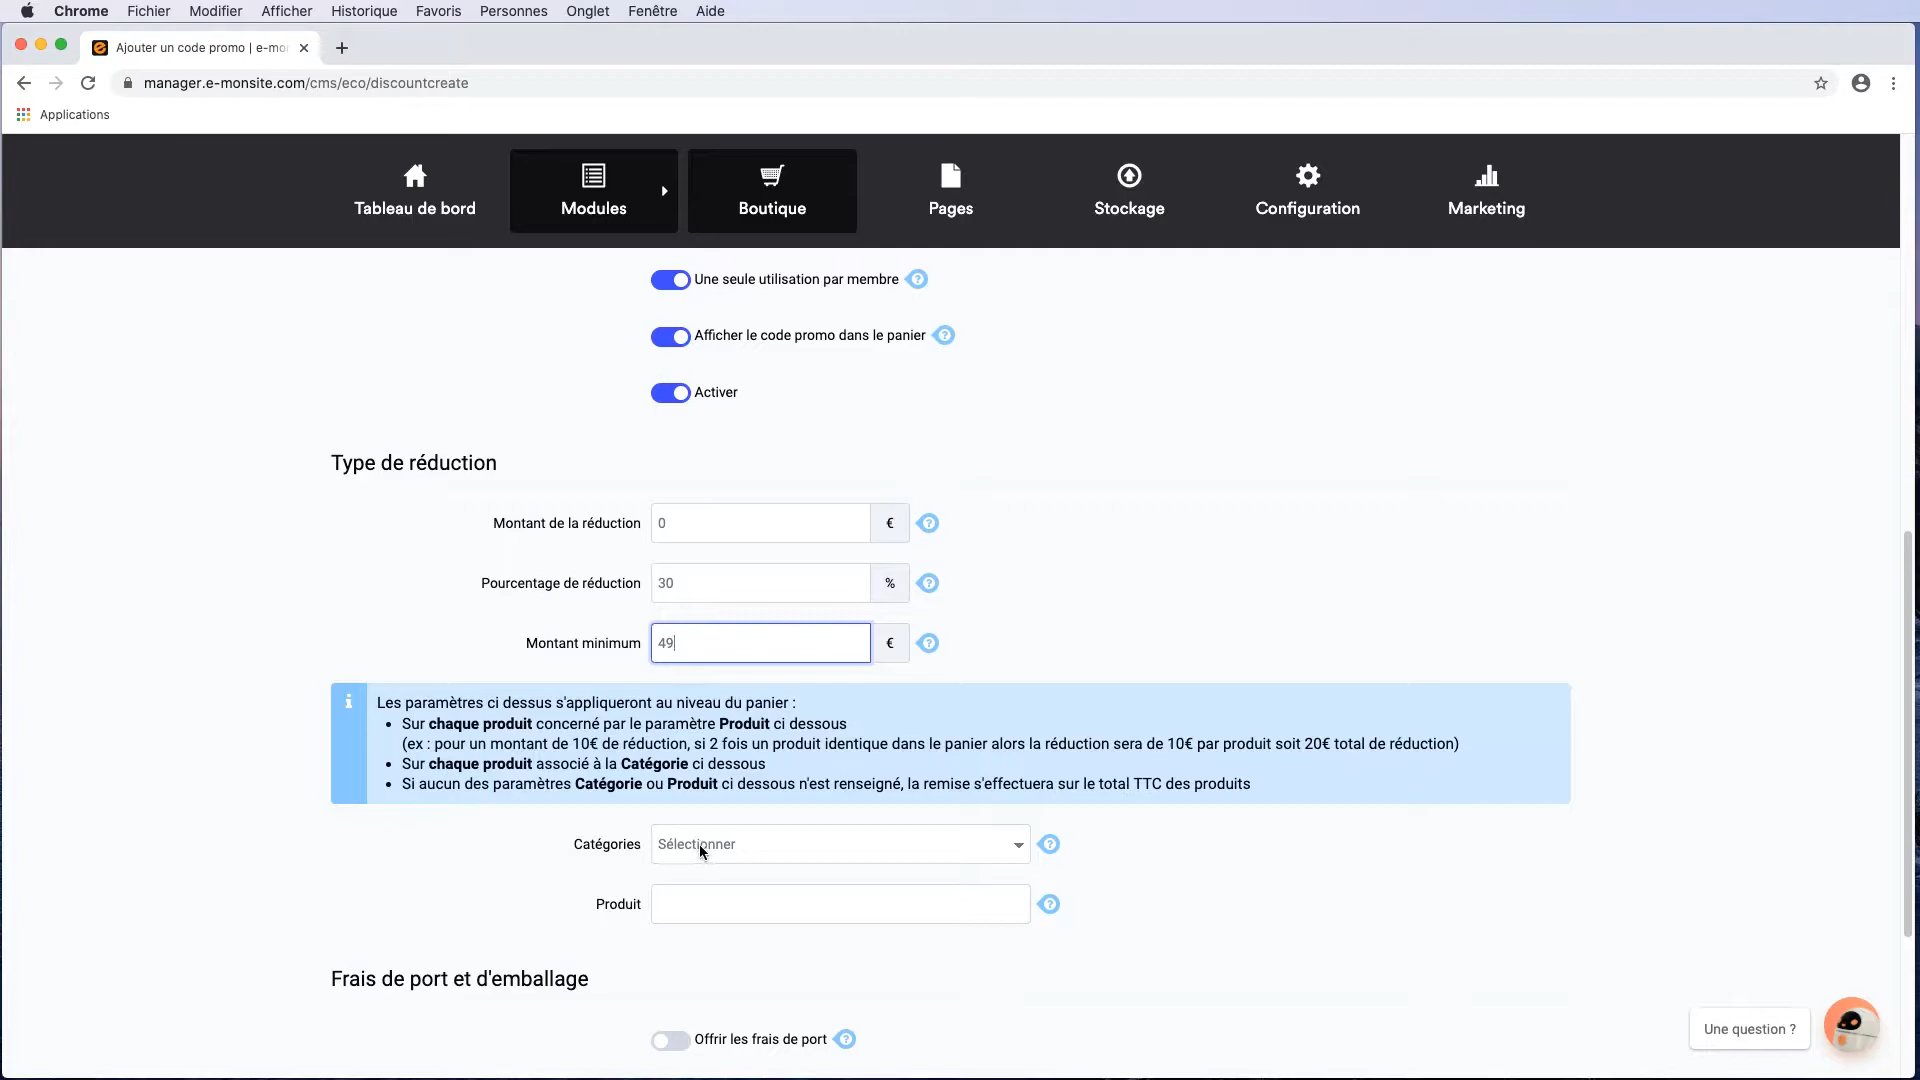 Chrome Fichier Modifier Afficher Historique Favoris Personnes Onglet Fenêtre Aide
Ajouter un code promo | e-mo
manager.e-monsite.com/cms/eco/discountcreate
Applications
Tableau de bord Modules Boutique Pages Stockage Configuration Marketing
Une seule utilisation par membre ?
Afficher le code promo dans le panier ?
Activer
Type de réduction
Montant de la réduction 0 € ?
Pourcentage de réduction 30 % ?
Montant minimum 49 € ?
i Les paramètres ci dessus s'appliqueront au niveau du panier :
• Sur chaque produit concerné par le paramètre Produit ci dessous
(ex : pour un montant de 10€ de réduction, si 2 fois un produit identique dans le panier alors la réduction sera de 10€ par produit soit 20€ total de réduction)
• Sur chaque produit associé à la Catégorie ci dessous
• Si aucun des paramètres Catégorie ou Produit ci dessous n'est renseigné, la remise s'effectuera sur le total TTC des produits
Catégories Sélectionner ?
Produit ?
Frais de port et d'emballage
Offrir les frais de port ?
Une question ?